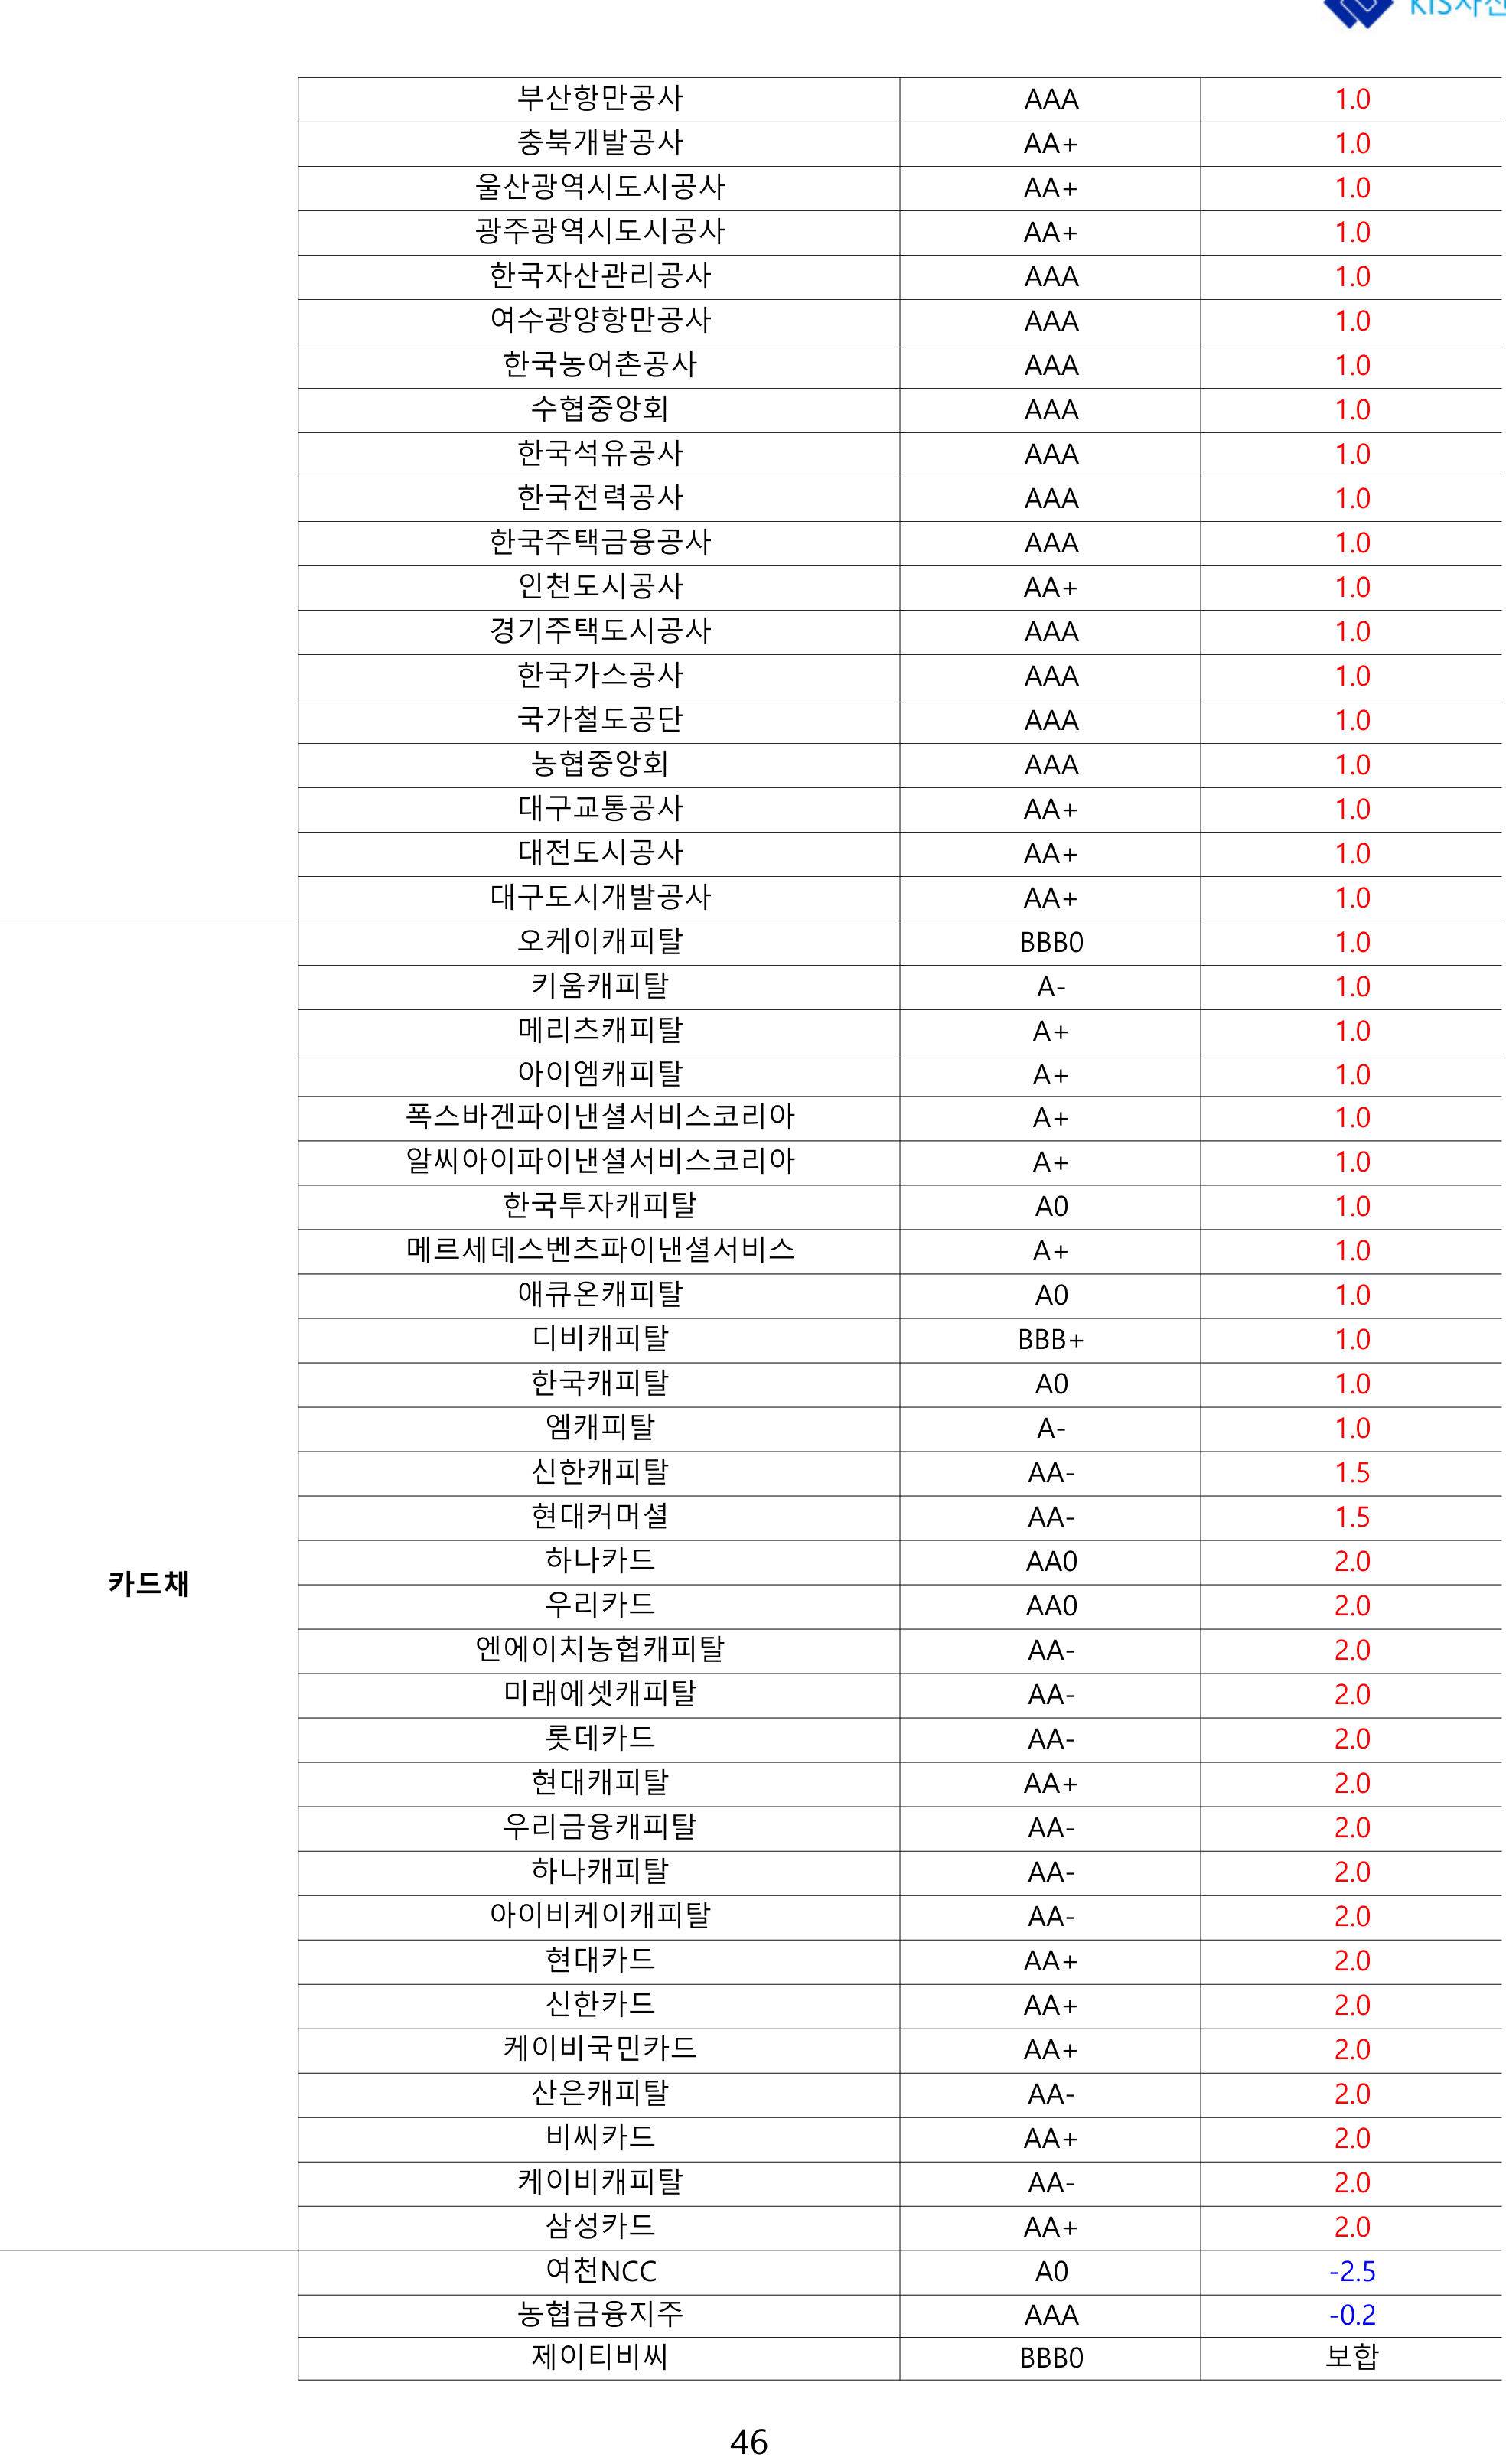 KIS자산
부산항만공사 AAA 1.0
충북개발공사 AA+ 1.0
울산광역시도시공사 AA+ 1.0
광주광역시도시공사 AA+ 1.0
한국자산관리공사 AAA 1.0
여수광양항만공사 AAA 1.0
한국농어촌공사 AAA 1.0
수협중앙회 AAA 1.0
한국석유공사 AAA 1.0
한국전력공사 AAA 1.0
한국주택금융공사 AAA 1.0
인천도시공사 AA+ 1.0
경기주택도시공사 AAA 1.0
한국가스공사 AAA 1.0
국가철도공단 AAA 1.0
농협중앙회 AAA 1.0
대구교통공사 AA+ 1.0
대전도시공사 AA+ 1.0
대구도시개발공사 AA+ 1.0
오케이캐피탈 BBB0 1.0
키움캐피탈 A- 1.0
메리츠캐피탈 A+ 1.0
아이엠캐피탈 A+ 1.0
폭스바겐파이낸셜서비스코리아 A+ 1.0
알씨아이파이낸셜서비스코리아 A+ 1.0
한국투자캐피탈 A0 1.0
메르세데스벤츠파이낸셜서비스 A+ 1.0
애큐온캐피탈 A0 1.0
디비캐피탈 BBB+ 1.0
한국캐피탈 A0 1.0
엠캐피탈 A- 1.0
신한캐피탈 AA- 1.5
현대커머셜 AA- 1.5
하나카드 AA0 2.0
카드채
우리카드 AA0 2.0
엔에이치농협캐피탈 AA- 2.0
미래에셋캐피탈 AA- 2.0
롯데카드 AA- 2.0
현대캐피탈 AA+ 2.0
우리금융캐피탈 AA- 2.0
하나캐피탈 AA- 2.0
아이비케이캐피탈 AA- 2.0
현대카드 AA+ 2.0
신한카드 AA+ 2.0
케이비국민카드 AA+ 2.0
산은캐피탈 AA- 2.0
비씨카드 AA+ 2.0
케이비캐피탈 AA- 2.0
삼성카드 AA+ 2.0
여천NCC A0 -2.5
농협금융지주 AAA -0.2
제이티비씨 BBB0 보합
46